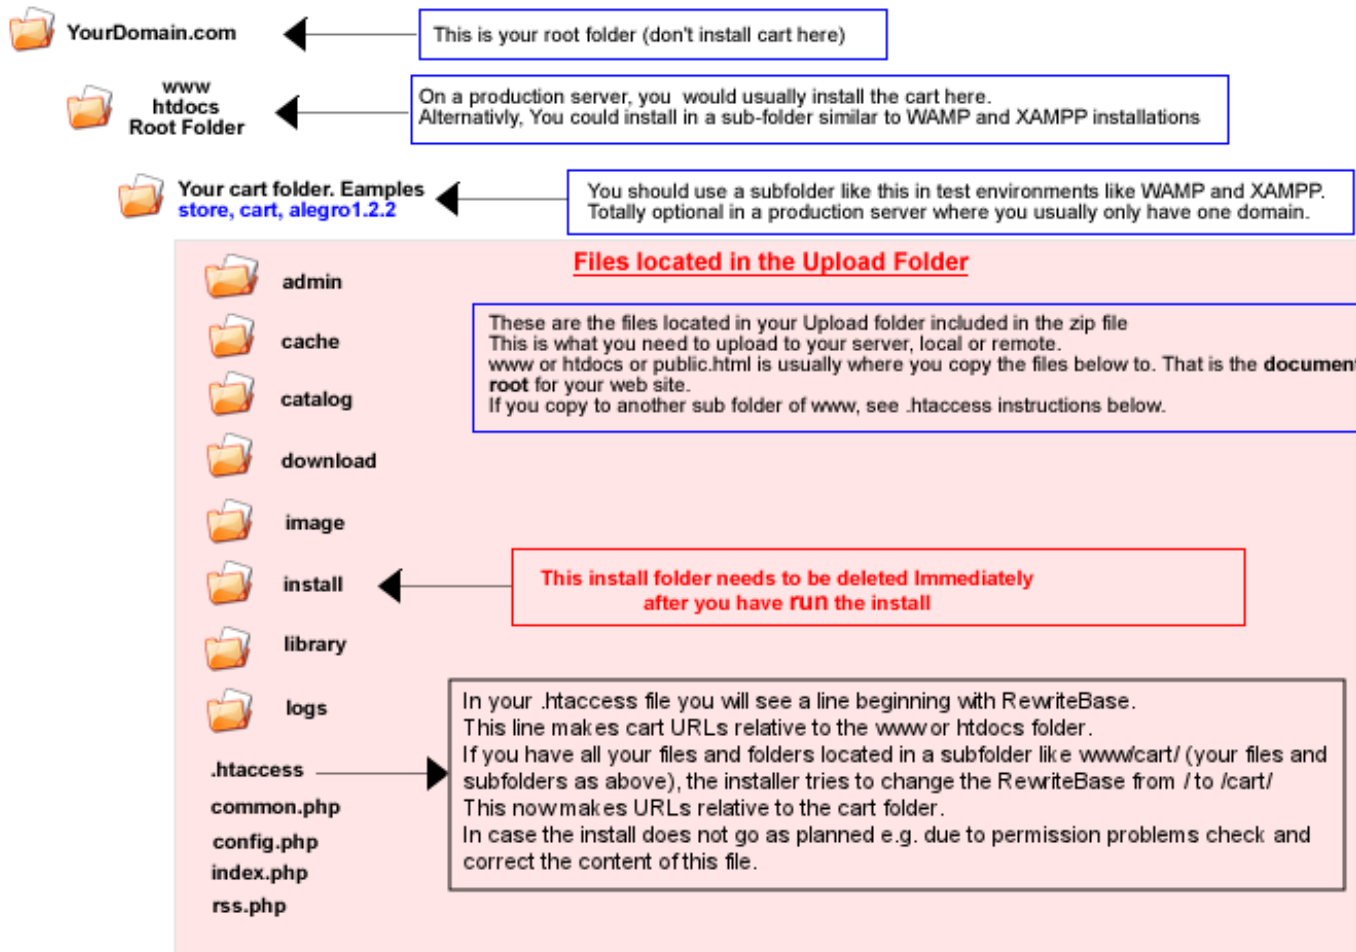 YourDomain.com
This is your root folder (don't install cart here)
www
htdocs
Root Folder
On a production server, you would usually install the cart here.
Alternativly, You could install in a sub-folder similar to WAMP and XAMPP installations
Your cart folder. Eamples
store, cart, alegro1.2.2
You should use a subfolder like this in test environments like WAMP and XAMPP.
Totally optional in a production server where you usually only have one domain.
Files located in the Upload Folder
admin
These are the files located in your Upload folder included in the zip file
This is what you need to upload to your server, local or remote.
www or htdocs or public.html is usually where you copy the files below to. That is the document
root for your web site.
If you copy to another sub folder of www, see .htaccess instructions below.
cache
catalog
download
image
install
This install folder needs to be deleted Immediately
after you have run the install
library
logs
In your .htaccess file you will see a line beginning with RewriteBase.
This line makes cart URLs relative to the www or htdocs folder.
If you have all your files and folders located in a subfolder like www/cart/ (your files and
subfolders as above), the installer tries to change the RewriteBase from / to /cart/
This now makes URLs relative to the cart folder.
In case the install does not go as planned e.g. due to permission problems check and
correct the content of this file.
.htaccess
common.php
config.php
index.php
rss.php